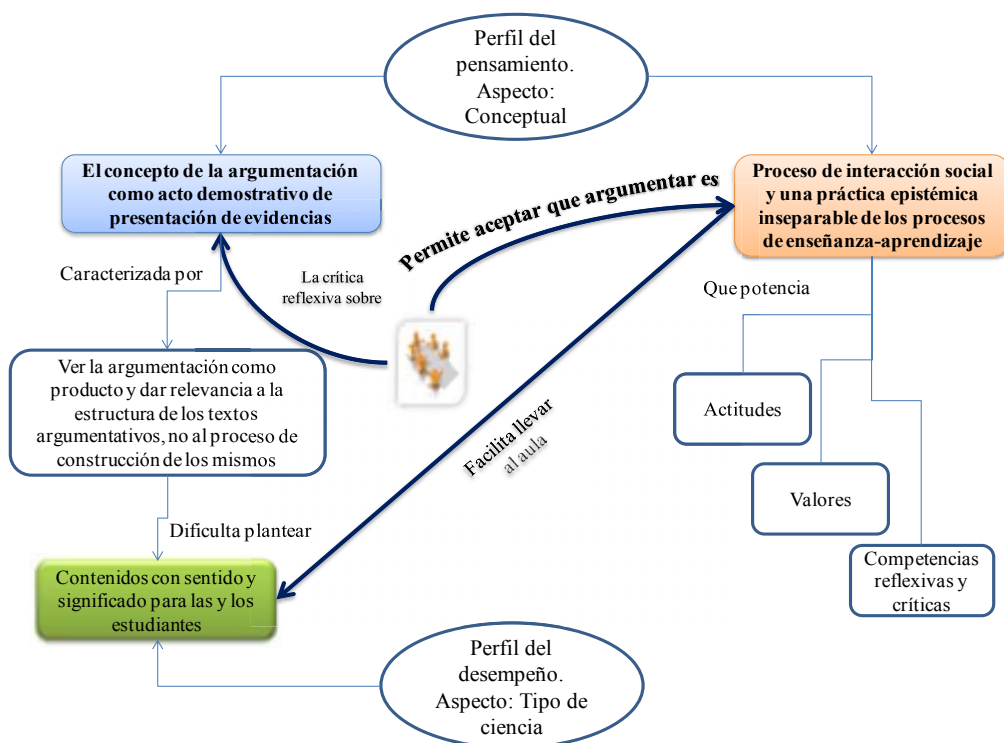 Perfil del
pensamiento.
Aspecto:
Conceptual
El concepto de la argumentación
como acto demostrativo de
presentación de evidencias
Permite aceptar que argumentar es
Proceso de interacción social
y una práctica epistémica
inseparable de los procesos
de enseñanza-aprendizaje
Caracterizada por
La crítica
reflexiva sobre
Que potencia
Ver la argumentación como
producto y dar relevancia a la
estructura de los textos
argumentativos, no al proceso de
construcción de los mismos
Actitudes
Facilita llevar
al aula
Valores
Dificulta plantear
Competencias
reflexivas y
críticas
Contenidos con sentido y
significado para las y los
estudiantes
Perfil del
desempeño.
Aspecto: Tipo de
ciencia